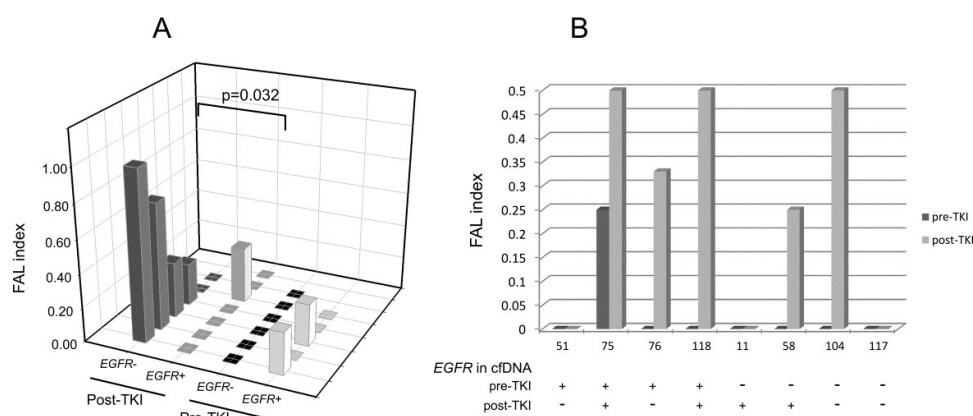 A
B
p=0.032
FAL index
1.00
0.80
0.60
0.40
0.20
0.00
EGFR-
EGFR+
EGFR-
EGFR+
Post-TKI
Pre-TKI
FAL index
0.5
0.45
0.4
0.35
0.3
0.25
0.2
0.15
0.1
0.05
0
51 75 76 118 11 58 104 117
pre-TKI
post-TKI
EGFR in cfDNA
pre-TKI + + + + - - - -
post-TKI - + - + + + - -